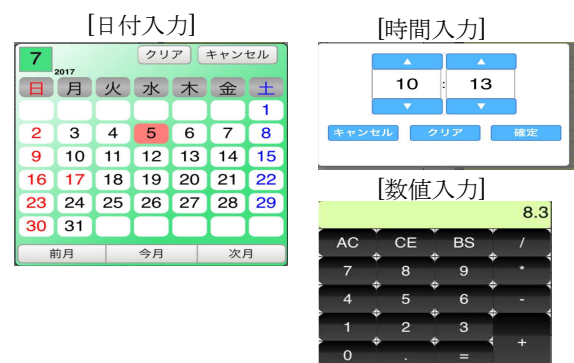 [日付入力]
7
2017
クリア キャンセル
日 月 火 水 木 金 土
1
2 3 4 5 6 7 8
9 10 11 12 13 14 15
16 17 18 19 20 21 22
23 24 25 26 27 28 29
30 31
前月 今月 次月
[時間入力]
▲ ▲
10 : 13
▼ ▼
キャンセル クリア 確定
[数値入力]
8.3
AC CE BS /
7 8 9 *
4 5 6 -
1 2 3
+
0 . =